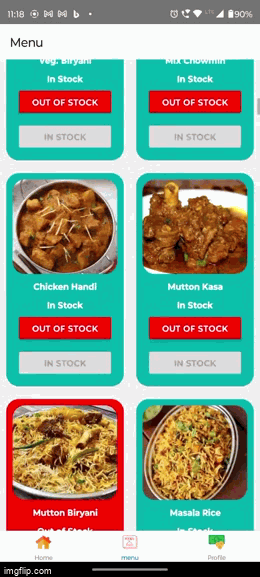 11:18
90%
Menu
Veg. Biryani
Mix Chowmin
In Stock
In Stock
OUT OF STOCK
OUT OF STOCK
IN STOCK
IN STOCK
Chicken Handi
Mutton Kasa
In Stock
In Stock
OUT OF STOCK
OUT OF STOCK
IN STOCK
IN STOCK
Mutton Biryani
Masala Rice
Out of Stock
In Stock
Home
menu
Profile
imgflip.com